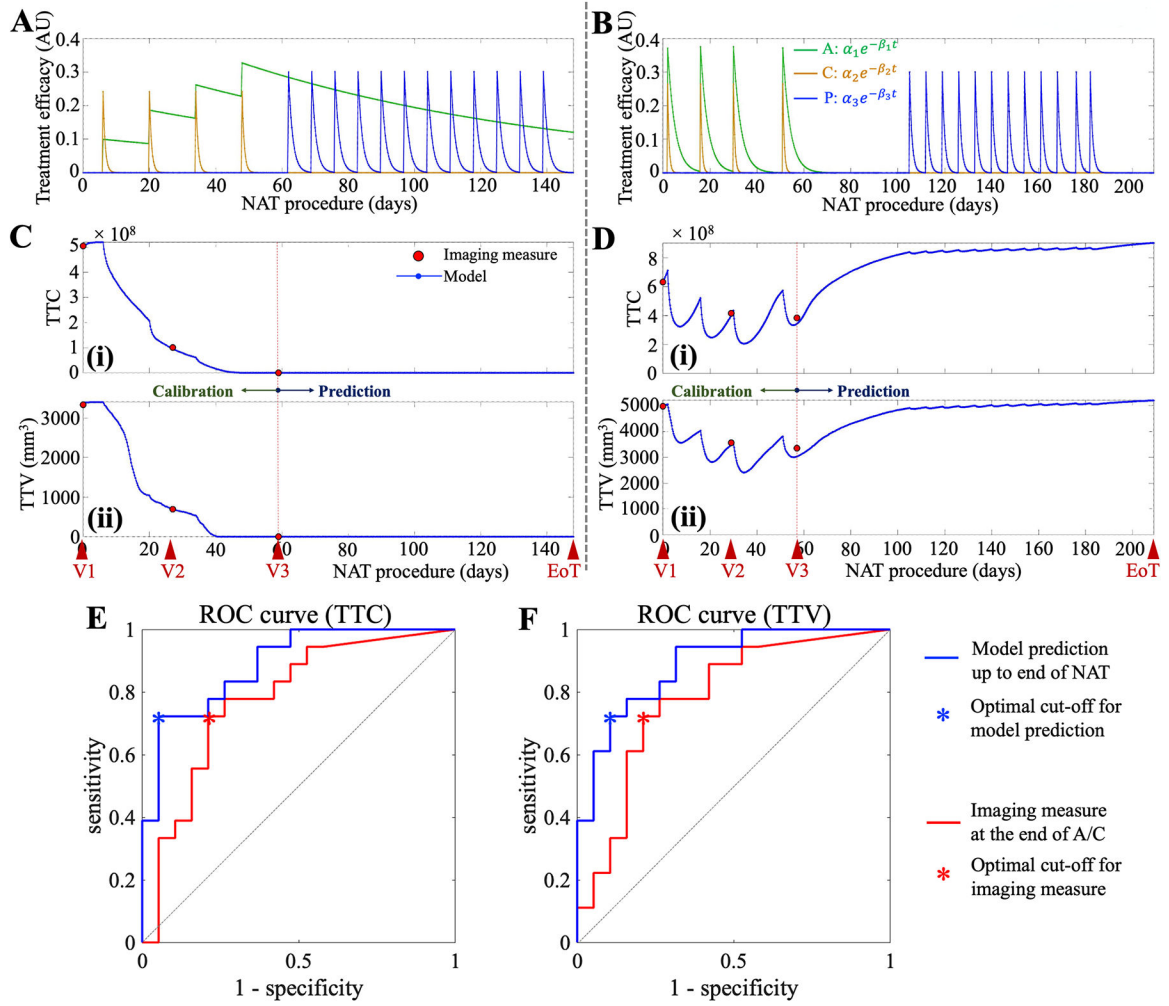 A
Treatment efficacy (AU)
0.4
0.3
0.2
0.1
0
0 20 40 60 80 100 120 140
NAT procedure (days)
B
Treatment efficacy (AU)
0.4
0.3
0.2
0.1
0
A: α₁e^{−β₁t}
C: α₂e^{−β₂t}
P: α₃e^{−β₃t}
0 20 40 60 80 100 120 140 160 180 200
NAT procedure (days)
C
× 10⁸
TTC
5
4
3
2
1
0
Imaging measure
Model
(i)
Calibration
Prediction
TTV (mm³)
3000
2000
1000
0
(ii)
0 20 40 60 80 100 120 140
V1 V2 V3 NAT procedure (days) EoT
D
× 10⁸
TTC
8
6
4
2
0
(i)
Calibration
Prediction
TTV (mm³)
5000
4000
3000
2000
1000
0
(ii)
0 20 40 60 80 100 120 140 160 180 200
V1 V2 V3 NAT procedure (days) EoT
E
ROC curve (TTC)
sensitivity
1
0.8
0.6
0.4
0.2
0
0 0.5 1
1 - specificity
F
ROC curve (TTV)
sensitivity
1
0.8
0.6
0.4
0.2
0
0 0.5 1
1 - specificity
Model prediction
up to end of NAT
Optimal cut-off for
model prediction
Imaging measure
at the end of A/C
Optimal cut-off for
imaging measure